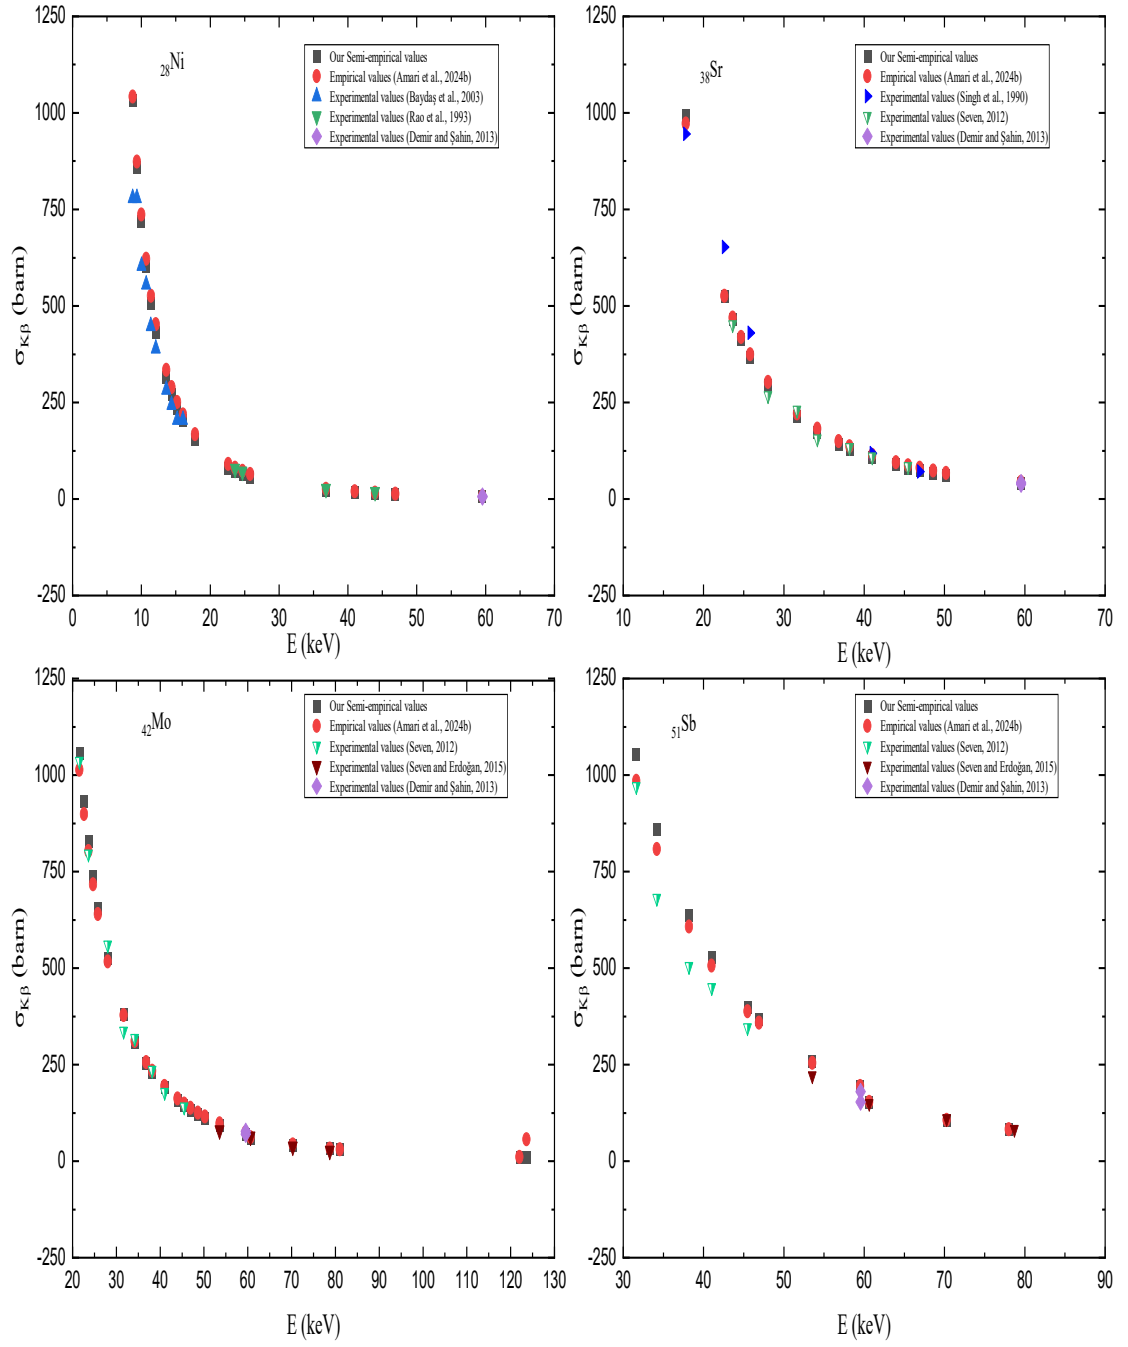 1250
1000
750
500
250
0
-250
σKβ (barn)
28Ni
Our Semi-empirical values
Empirical values (Amari et al., 2024b)
Experimental values (Baydaş et al., 2003)
Experimental values (Rao et al., 1993)
Experimental values (Demir and Şahin, 2013)
0 10 20 30 40 50 60 70
E (keV)
1250
1000
750
500
250
0
-250
σKβ (barn)
38Sr
Our Semi-empirical values
Empirical values (Amari et al., 2024b)
Experimental values (Singh et al., 1990)
Experimental values (Seven, 2012)
Experimental values (Demir and Şahin, 2013)
10 20 30 40 50 60 70
E (keV)
1250
1000
750
500
250
0
-250
σKβ (barn)
42Mo
Our Semi-empirical values
Empirical values (Amari et al., 2024b)
Experimental values (Seven, 2012)
Experimental values (Seven and Erdoğan, 2015)
Experimental values (Demir and Şahin, 2013)
20 30 40 50 60 70 80 90 100 110 120 130
E (keV)
1250
1000
750
500
250
0
-250
σKβ (barn)
51Sb
Our Semi-empirical values
Empirical values (Amari et al., 2024b)
Experimental values (Seven, 2012)
Experimental values (Seven and Erdoğan, 2015)
Experimental values (Demir and Şahin, 2013)
30 40 50 60 70 80 90
E (keV)